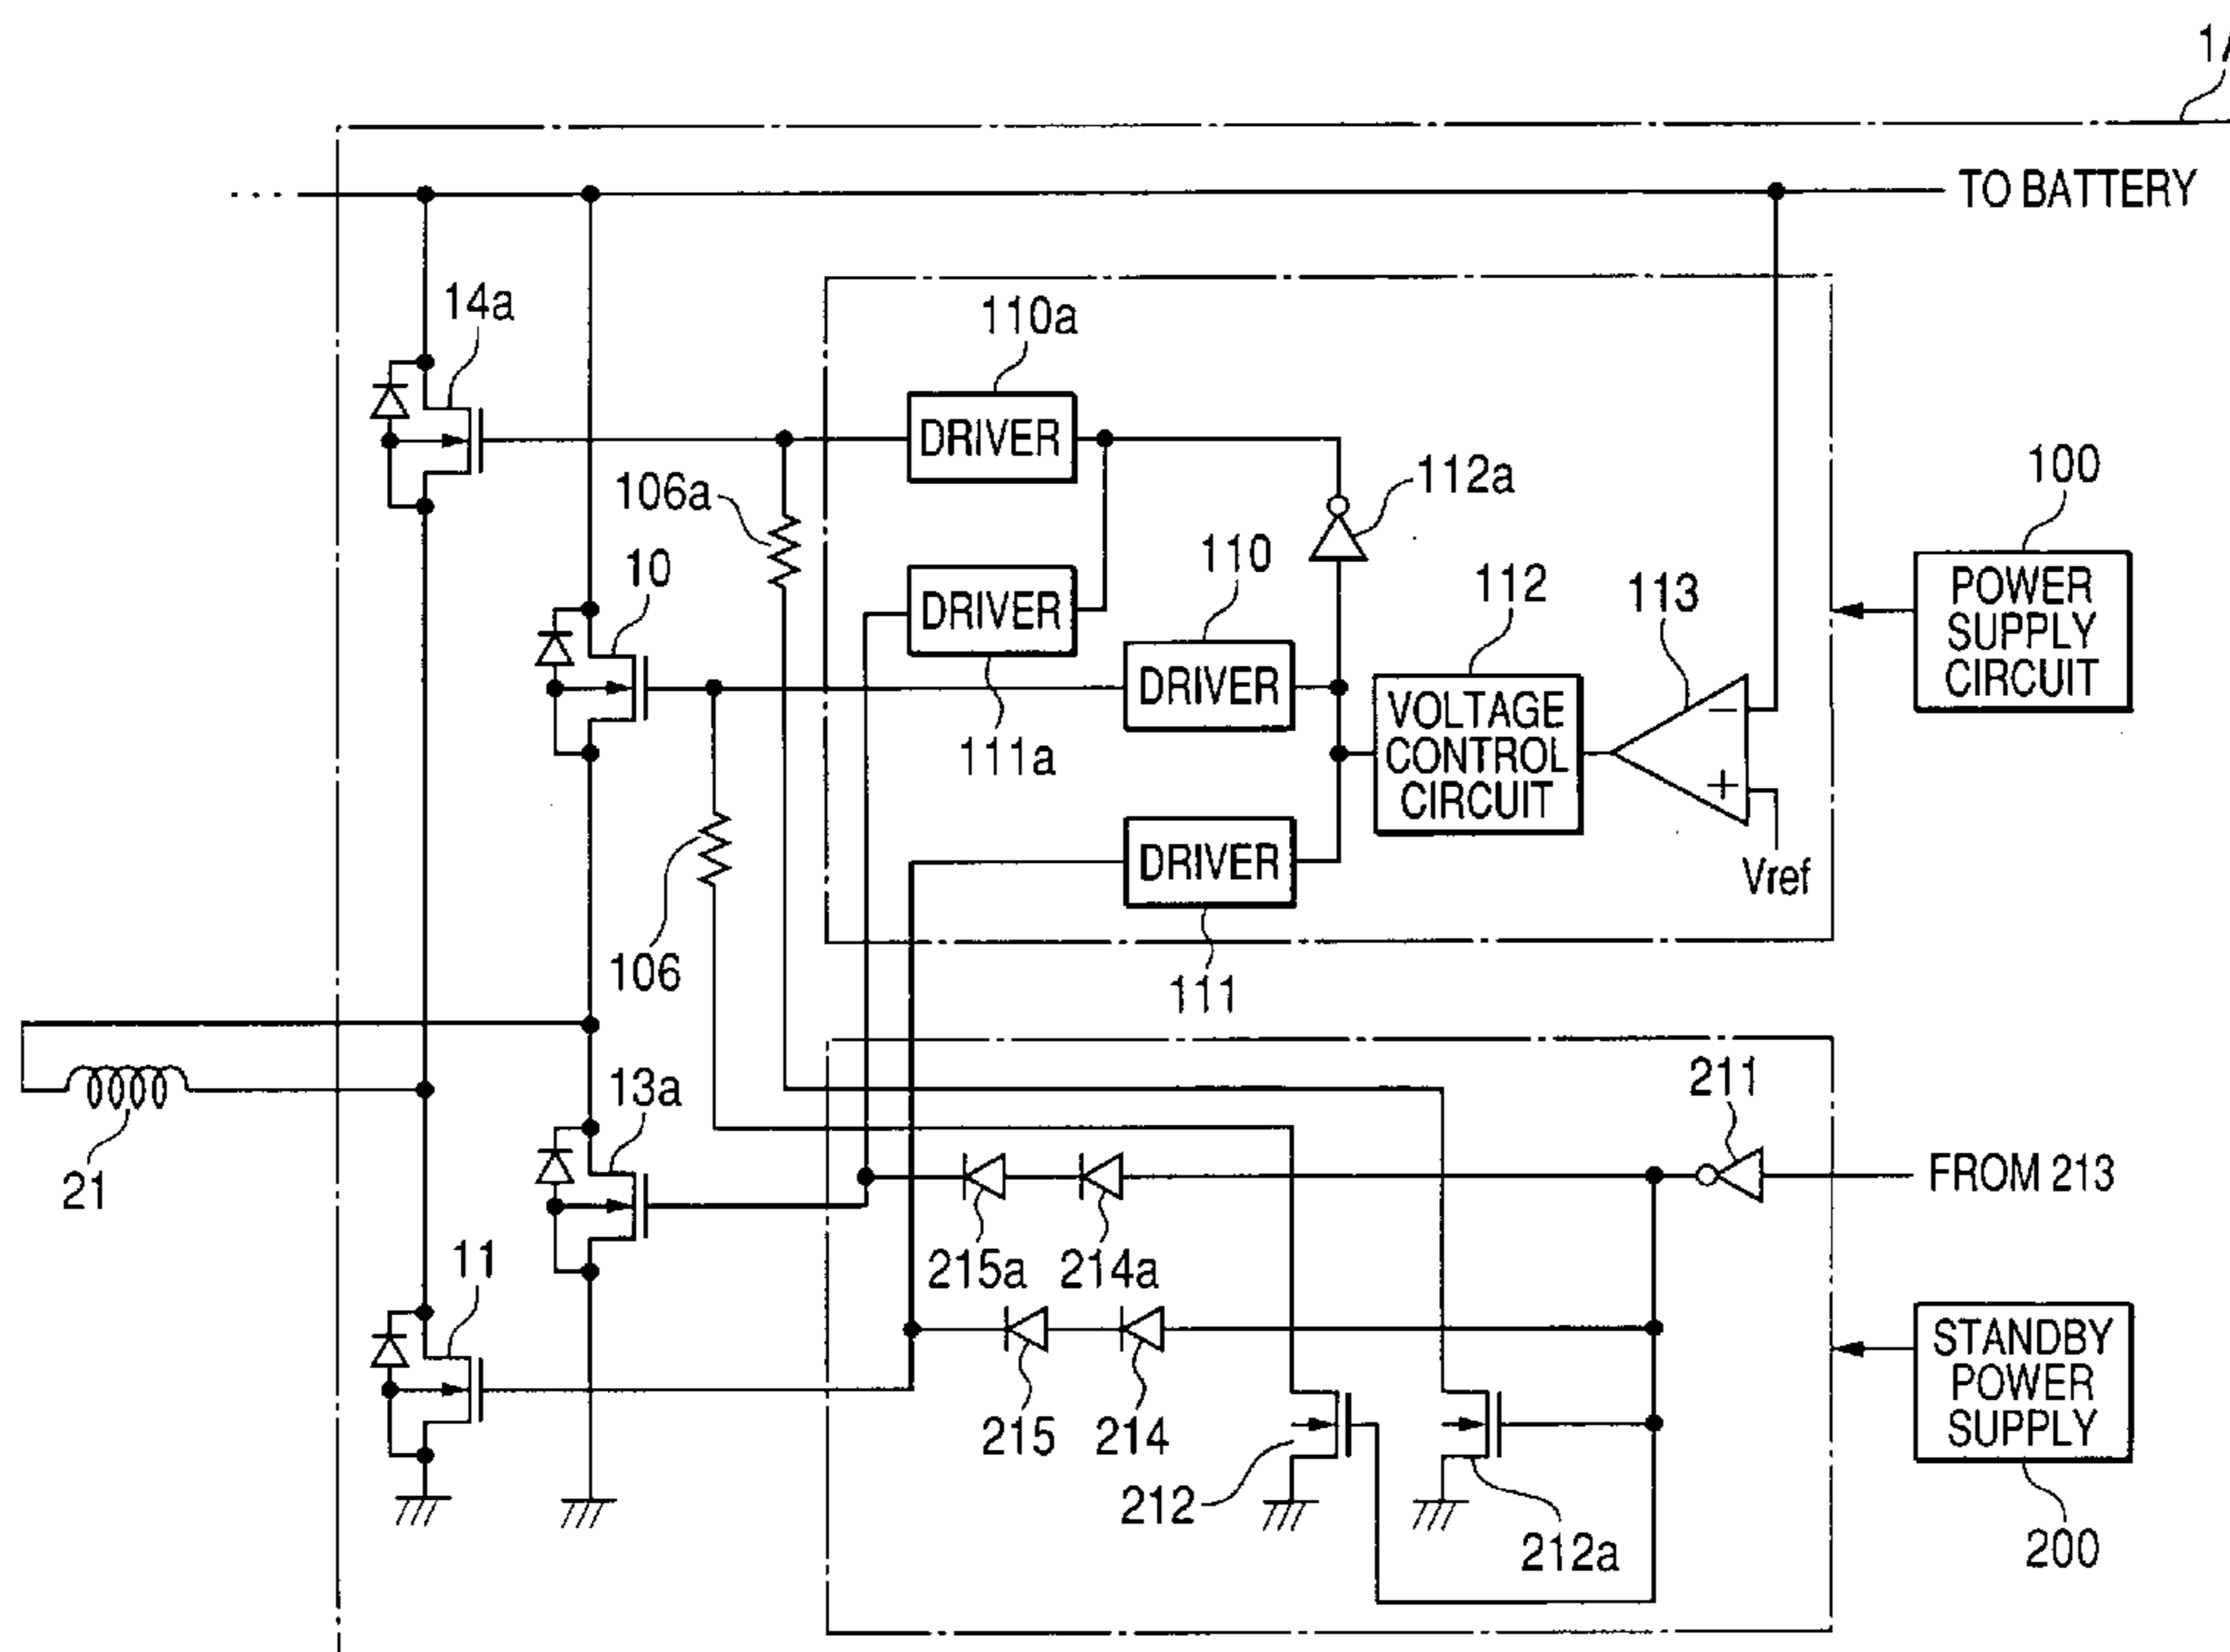 1A
... TO BATTERY
14a
110a
DRIVER
106a
112a
100
10
110
112
113
DRIVER
POWER
SUPPLY
CIRCUIT
DRIVER
VOLTAGE
CONTROL
CIRCUIT
−
+
111a
DRIVER
Vref
106
111
211
13a
21
FROM 213
215a
214a
11
STANDBY
POWER
SUPPLY
215
214
212
212a
200